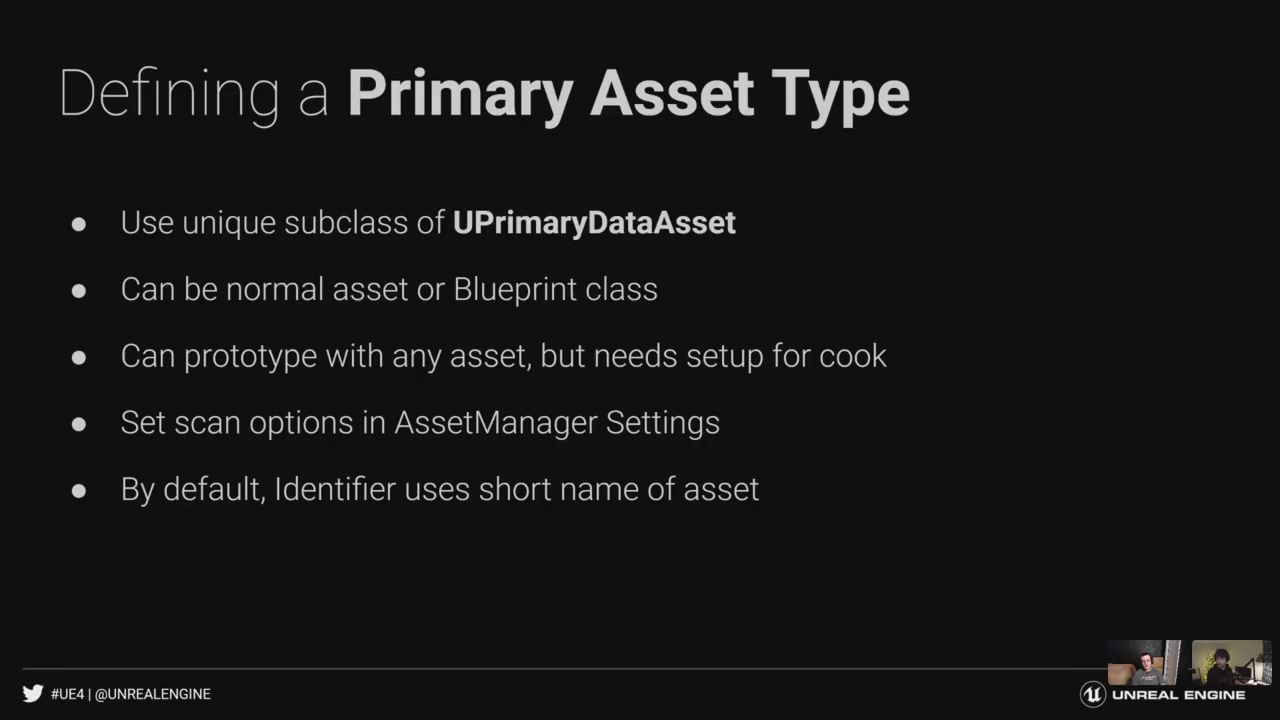 Defining a Primary Asset Type
● Use unique subclass of UPrimaryDataAsset
● Can be normal asset or Blueprint class
● Can prototype with any asset, but needs setup for cook
● Set scan options in AssetManager Settings
● By default, Identifier uses short name of asset
#UE4 | @UNREALENGINE
UNREAL ENGINE